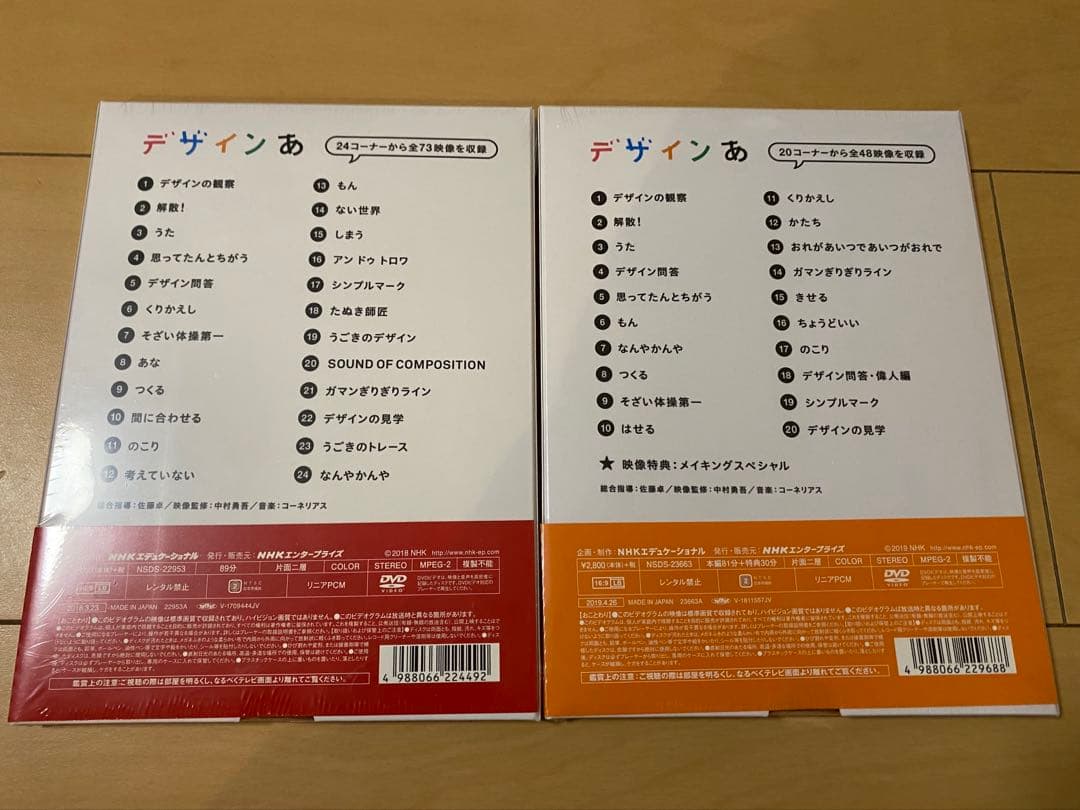 デザインあ
24コーナーから全73映像を収録
1 デザインの観察
2 解散!
3 うた
4 思ってたんとちがう
5 デザイン問答
6 くりかえし
7 そざい体操第一
8 あな
9 つくる
10 間に合わせる
11 のこり
12 考えていない
13 もん
14 ない世界
15 しまう
16 アン ドゥ トロワ
17 シンプルマーク
18 たぬき師匠
19 うごきのデザイン
20 SOUND OF COMPOSITION
21 ガマンぎりぎりライン
22 デザインの見学
23 うごきのトレース
24 なんやかんや
総合指導:佐藤卓/映像監修:中村勇吾/音楽:コーネリアス
NHKエデュケーショナル 発行・販売元:NHKエンタープライズ
©2018 NHK http://www.nhk-ep.com
NSDS-22953 89分 片面二層 COLOR STEREO MPEG-2 複製不能
16:9 LB レンタル禁止 2 NTSC 日本市場向 リニアPCM DVD VIDEO
MADE IN JAPAN 22953A V-1709444JV
鑑賞上の注意:ご視聴の際は部屋を明るくし、なるべくテレビ画面より離れてご覧ください。
4 988066 224492
デザインあ
20コーナーから全48映像を収録
1 デザインの観察
2 解散!
3 うた
4 デザイン問答
5 思ってたんとちがう
6 もん
7 なんやかんや
8 つくる
9 そざい体操第一
10 はせる
11 くりかえし
12 かたち
13 おれがあいつであいつがおれで
14 ガマンぎりぎりライン
15 きせる
16 ちょうどいい
17 のこり
18 デザイン問答・偉人編
19 シンプルマーク
20 デザインの見学
★ 映像特典:メイキングスペシャル
総合指導:佐藤卓/映像監修:中村勇吾/音楽:コーネリアス
企画・制作:NHKエデュケーショナル 発行・販売元:NHKエンタープライズ
©2019 NHK http://www.nhk-ep.com
¥2,800(本体)+税 NSDS-23663 本編81分+特典30分 片面二層 COLOR STEREO MPEG-2 複製不能
16:9 LB レンタル禁止 2 NTSC 日本市場向 リニアPCM DVD VIDEO
2019.4.26 MADE IN JAPAN 23663A V-1811557JV
鑑賞上の注意:ご視聴の際は部屋を明るくし、なるべくテレビ画面より離れてご覧ください。
4 988066 229688